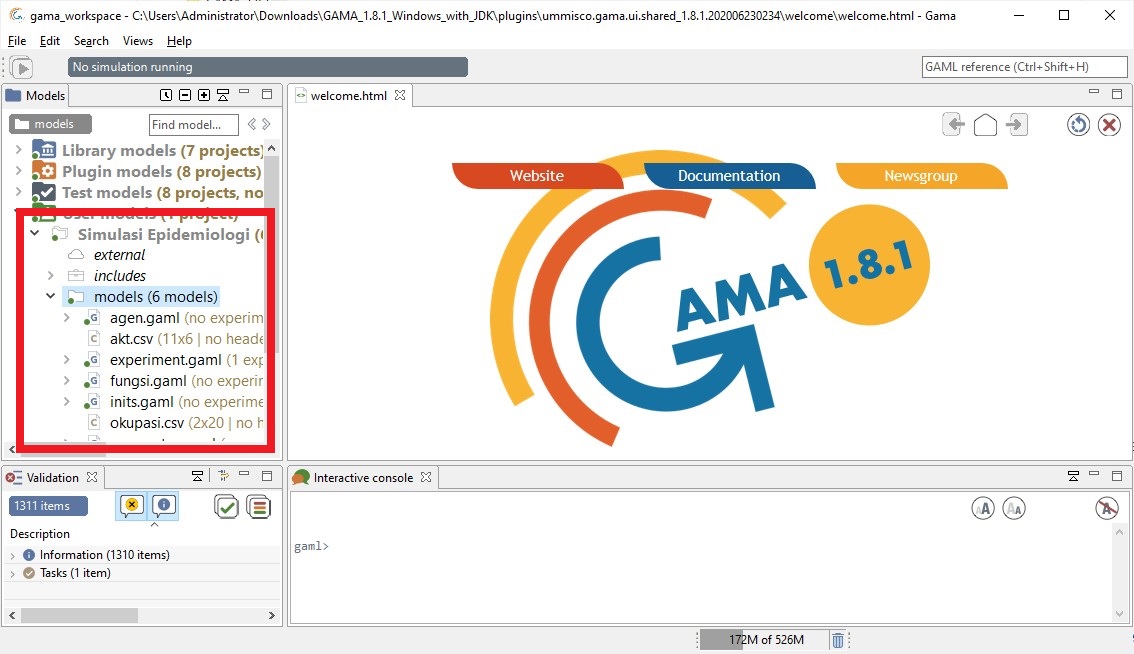 gama_workspace - C:\Users\Administrator\Downloads\GAMA_1.8.1_Windows_with_JDK\plugins\ummisco.gama.ui.shared_1.8.1.202006230234\welcome\welcome.html - Gama
File Edit Search Views Help
No simulation running
GAML reference (Ctrl+Shift+H)
Models
models
Find model...
Library models (7 projects)
Plugin models (8 projects)
Test models (8 projects, no
User models (1 project)
Simulasi Epidemiologi (
external
includes
models (6 models)
agen.gaml (no experim
akt.csv (11x6 | no heade
experiment.gaml (1 exp
fungsi.gaml (no experir
inits.gaml (no experime
okupasi.csv (2x20 | no h
welcome.html
Website
Documentation
Newsgroup
GAMA 1.8.1
Validation
1311 items
Description
Information (1310 items)
Tasks (1 item)
Interactive console
gaml>
172M of 526M